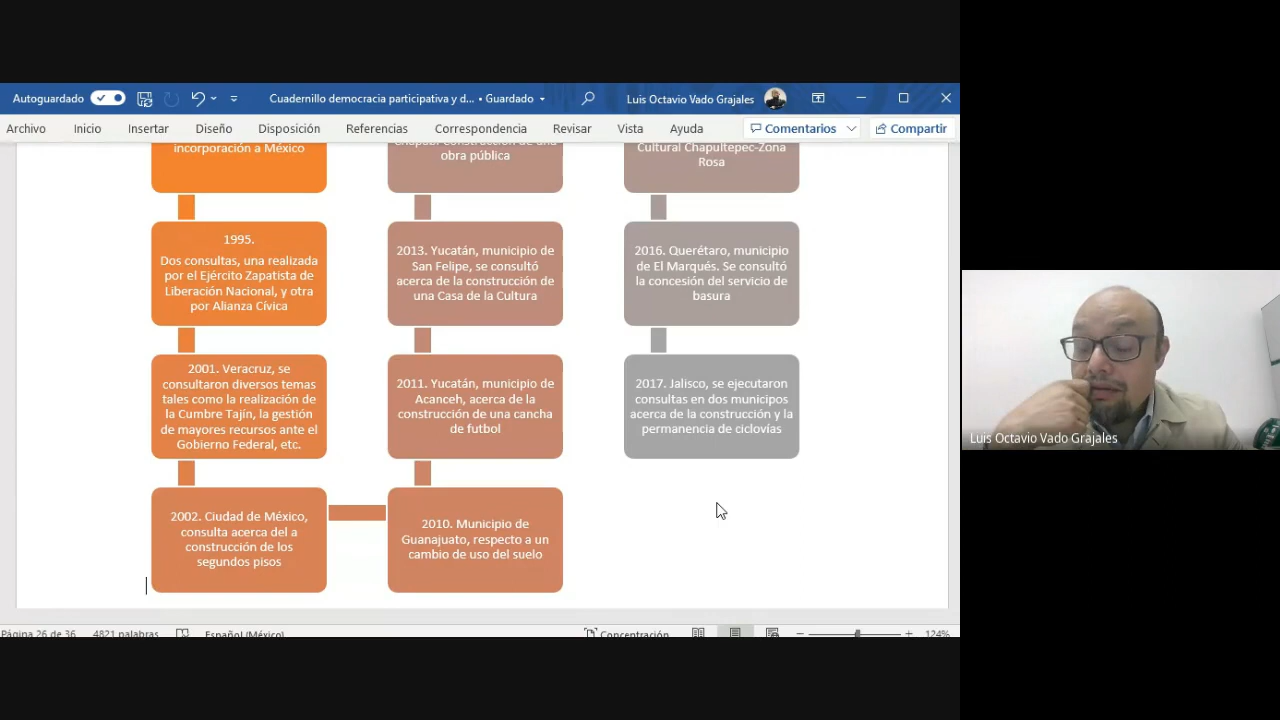 Autoguardado
Cuadernillo democracia participativa y d... • Guardado
Luis Octavio Vado Grajales
Archivo
Inicio
Insertar
Diseño
Disposición
Referencias
Correspondencia
Revisar
Vista
Ayuda
Comentarios
Compartir
incorporación a México
1995.
Dos consultas, una realizada
por el Ejército Zapatista de
Liberación Nacional, y otra
por Alianza Cívica
2001. Veracruz, se
consultaron diversos temas
tales como la realización de
la Cumbre Tajín, la gestión
de mayores recursos ante el
Gobierno Federal, etc.
2002. Ciudad de México,
consulta acerca del a
construcción de los
segundos pisos
construcción de una
obra pública
2013. Yucatán, municipio de
San Felipe, se consultó
acerca de la construcción de
una Casa de la Cultura
2011. Yucatán, municipio de
Acanceh, acerca de la
construcción de una cancha
de futbol
2010. Municipio de
Guanajuato, respecto a un
cambio de uso del suelo
Cultural Chapultepec-Zona
Rosa
2016. Querétaro, municipio
de El Marqués. Se consultó
la concesión del servicio de
basura
2017. Jalisco, se ejecutaron
consultas en dos municipos
acerca de la construcción y la
permanencia de ciclovías
Página 26 de 36
4821 palabras
Español (México)
Concentración
124%
Luis Octavio Vado Grajales